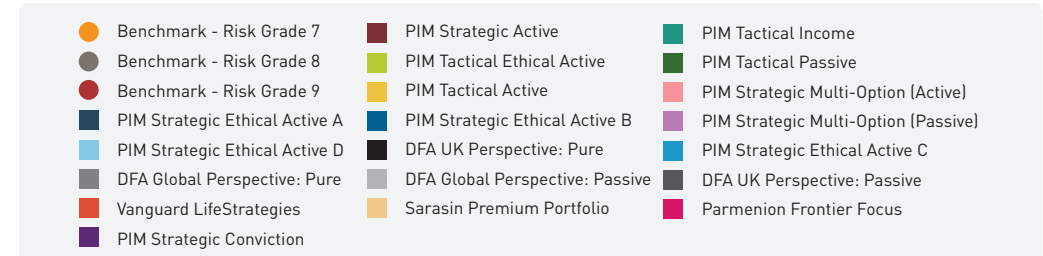 Benchmark - Risk Grade 7
Benchmark - Risk Grade 8
Benchmark - Risk Grade 9
PIM Strategic Ethical Active A
PIM Strategic Ethical Active D
DFA Global Perspective: Pure
Vanguard LifeStrategies
PIM Strategic Conviction
PIM Strategic Active
PIM Tactical Ethical Active
PIM Tactical Active
PIM Strategic Ethical Active B
DFA UK Perspective: Pure
DFA Global Perspective: Passive
Sarasin Premium Portfolio
PIM Tactical Income
PIM Tactical Passive
PIM Strategic Multi-Option (Active)
PIM Strategic Multi-Option (Passive)
PIM Strategic Ethical Active C
DFA UK Perspective: Passive
Parmenion Frontier Focus